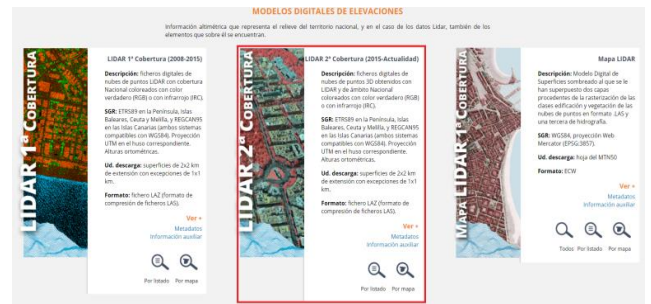 MODELOS DIGITALES DE ELEVACIONES
Información altimétrica que representa el relieve del territorio nacional, y en el caso de los datos Lidar, también de los
elementos que sobre él se encuentran.
LIDAR 1ª COBERTURA
LIDAR 1ª Cobertura (2008-2015)
Descripción: ficheros digitales de
nubes de puntos LiDAR con cobertura
Nacional coloreados con color
verdadero (RGB) o con infrarrojo (IRC).
SGR: ETRS89 en la Península, Islas
Baleares, Ceuta y Melilla, y REGCAN95
en las Islas Canarias (ambos sistemas
compatibles con WGS84). Proyección
UTM en el huso correspondiente.
Alturas ortométricas.
Ud. descarga: superficies de 2x2 km
de extensión con excepciones de 1x1
km.
Formato: fichero LAZ (formato de
compresión de ficheros LAS).
Ver +
Metadatos
Información auxiliar
Por listado Por mapa
LIDAR 2ª COBERTURA
LIDAR 2ª Cobertura (2015-Actualidad)
Descripción: ficheros digitales de
nubes de puntos 3D obtenidos con
LiDAR y de ámbito Nacional
coloreados con color verdadero (RGB)
o con infrarrojo (IRC).
SGR: ETRS89 en la Península, Islas
Baleares, Ceuta y Melilla, y REGCAN95
en las Islas Canarias (ambos sistemas
compatibles con WGS84). Proyección
UTM en el huso correspondiente.
Alturas ortométricas.
Ud. descarga: superficies de 2x2 km
de extensión con excepciones de 1x1
km.
Formato: fichero LAZ (formato de
compresión de ficheros LAS).
Ver +
Metadatos
Información auxiliar
Por listado Por mapa
MAPA LIDAR 1ª COBERTURA
Mapa LIDAR
Descripción: Modelo Digital de
Superficies sombreado al que se le
han superpuesto dos capas
procedentes de la rasterización de las
clases edificación y vegetación de las
nubes de puntos en formato .LAS y
una tercera de hidrografía.
SGR: WGS84, proyección Web
Mercator (EPSG:3857).
Ud. descarga: hoja del MTN50
Formato: ECW
Ver +
Metadatos
Todos Por listado Por mapa